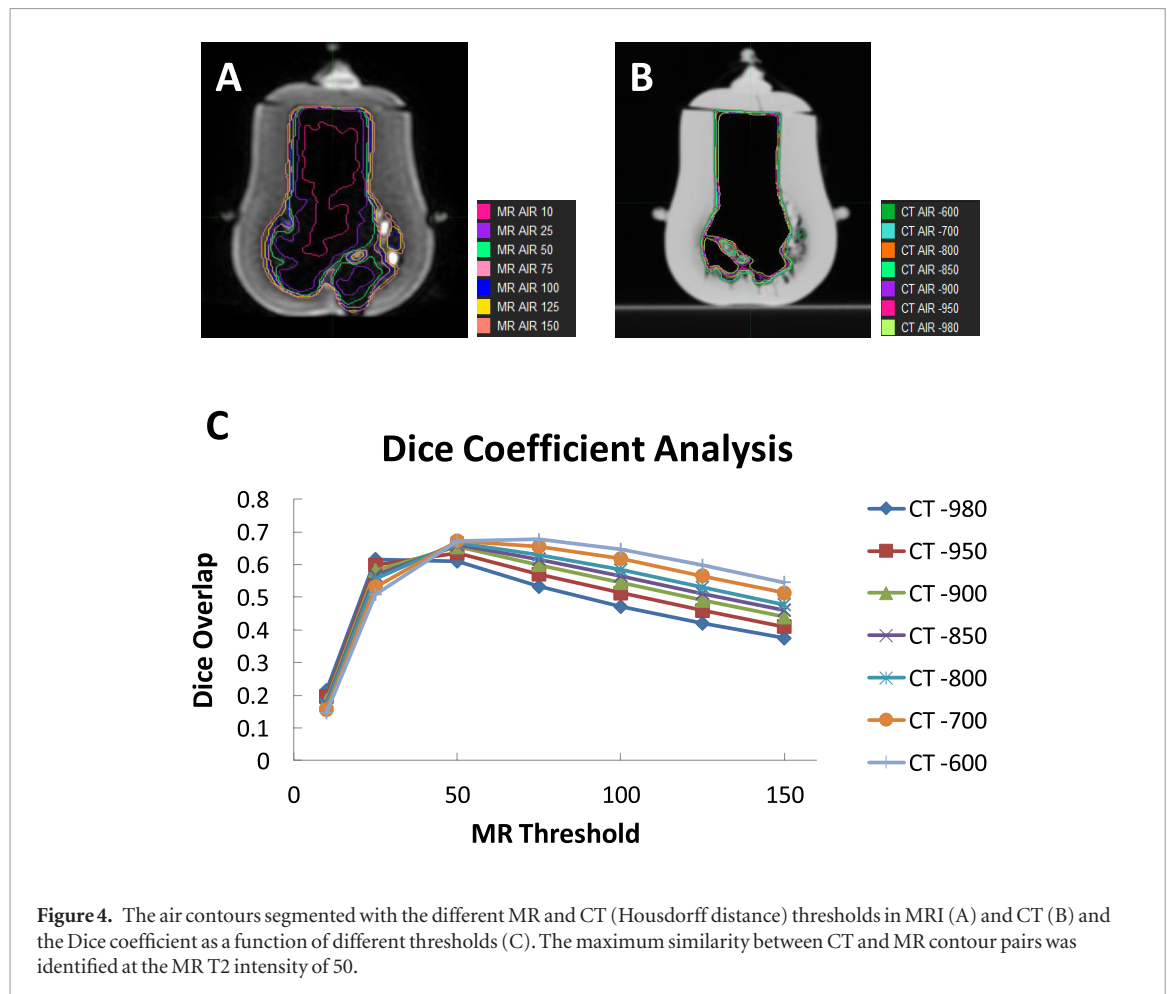 A
B
MR AIR 10
MR AIR 25
MR AIR 50
MR AIR 75
MR AIR 100
MR AIR 125
MR AIR 150
CT AIR -600
CT AIR -700
CT AIR -800
CT AIR -850
CT AIR -900
CT AIR -950
CT AIR -980
C
Dice Coefficient Analysis
Dice Overlap
0.8
0.7
0.6
0.5
0.4
0.3
0.2
0.1
0
0
50
100
150
MR Threshold
CT -980
CT -950
CT -900
CT -850
CT -800
CT -700
CT -600
Figure 4. The air contours segmented with the different MR and CT (Housdorff distance) thresholds in MRI (A) and CT (B) and
the Dice coefficient as a function of different thresholds (C). The maximum similarity between CT and MR contour pairs was
identified at the MR T2 intensity of 50.